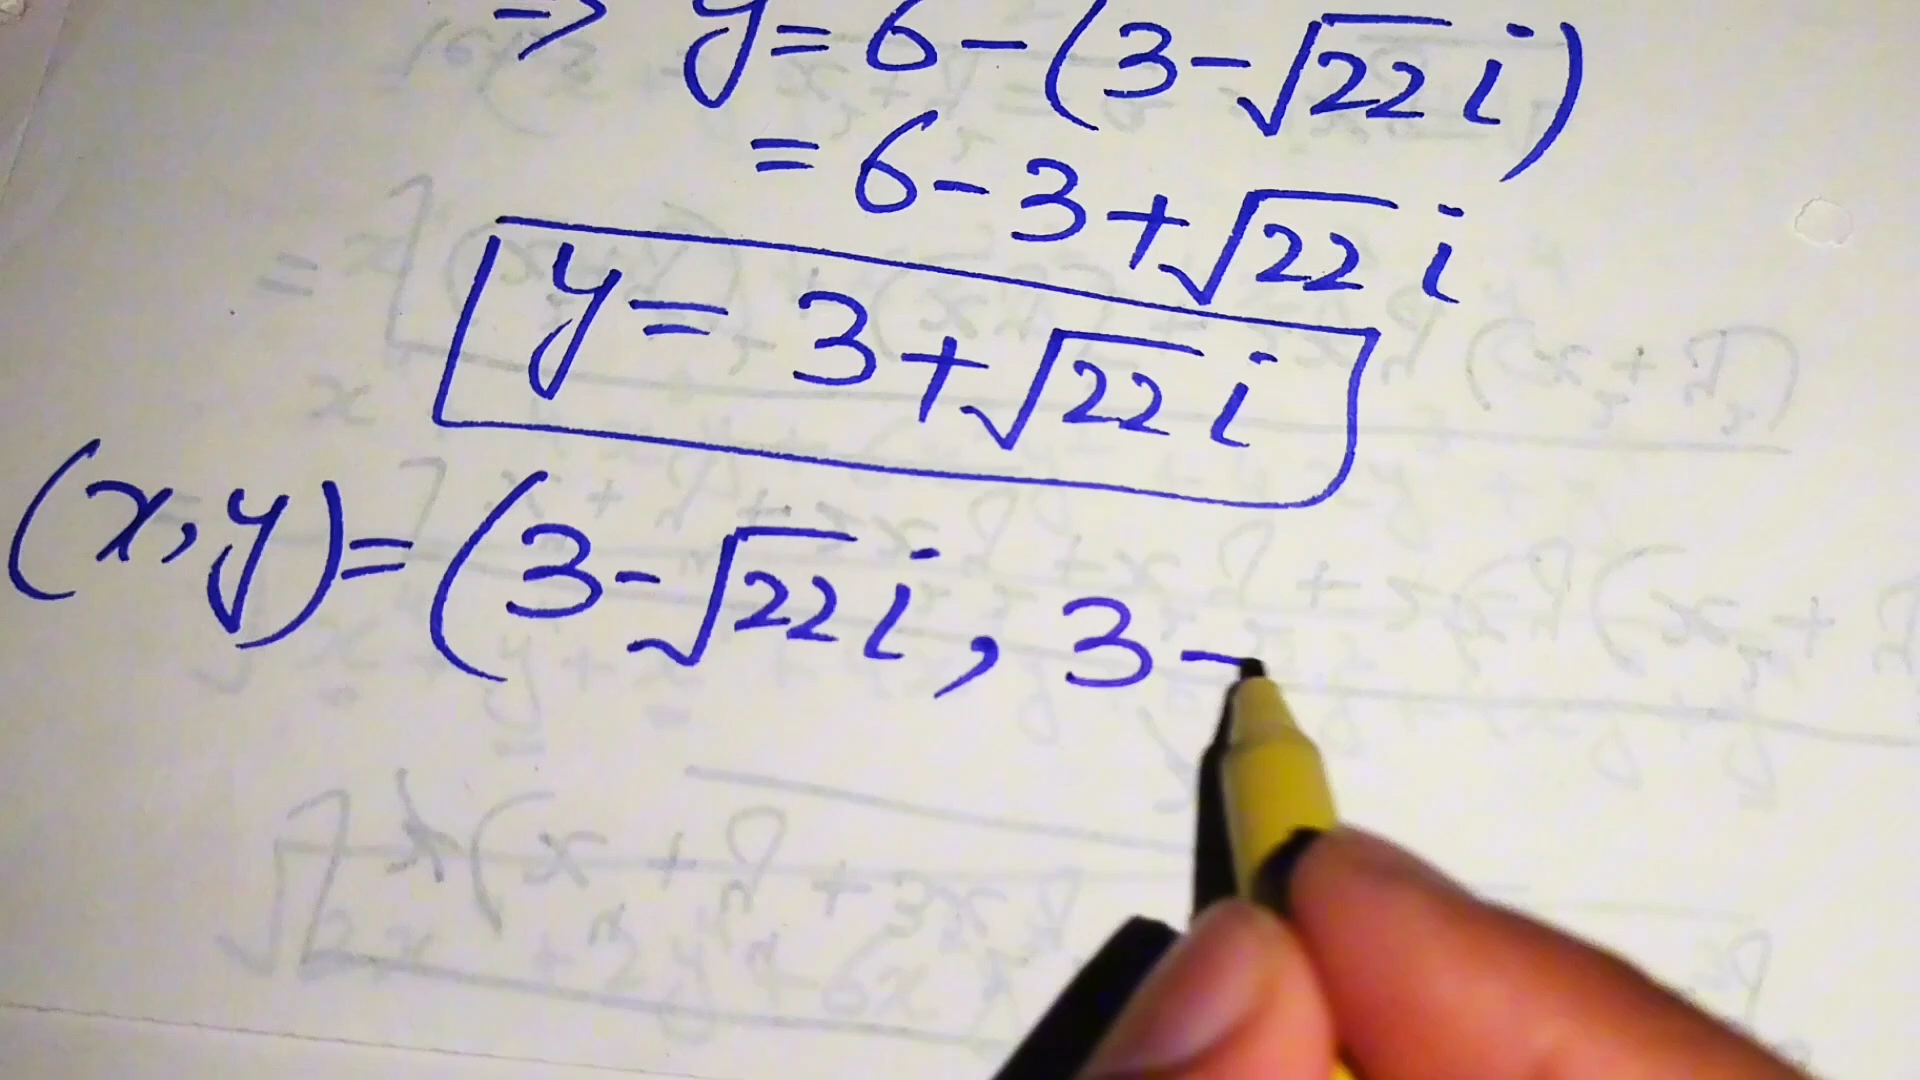 → y = 6 - (3 - √22 i)
= 6 - 3 + √22 i
y = 3 + √22 i
(x, y) = (3 - √22 i, 3 -